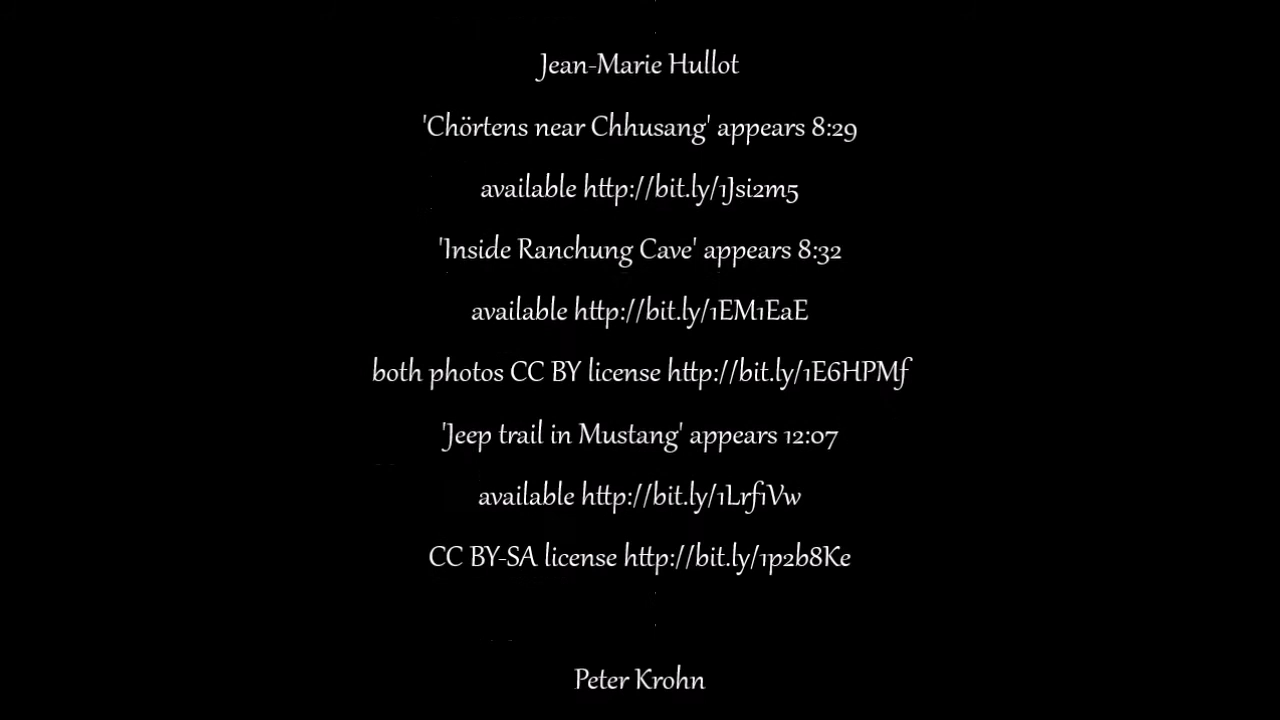 Jean-Marie Hullot
'Chörtens near Chhusang' appears 8:29
available http://bit.ly/1Jsi2m5
'Inside Ranchung Cave' appears 8:32
available http://bit.ly/1EM1EaE
both photos CC BY license http://bit.ly/1E6HPMf
'Jeep trail in Mustang' appears 12:07
available http://bit.ly/1Lrf1Vw
CC BY-SA license http://bit.ly/1p2b8Ke
Peter Krohn